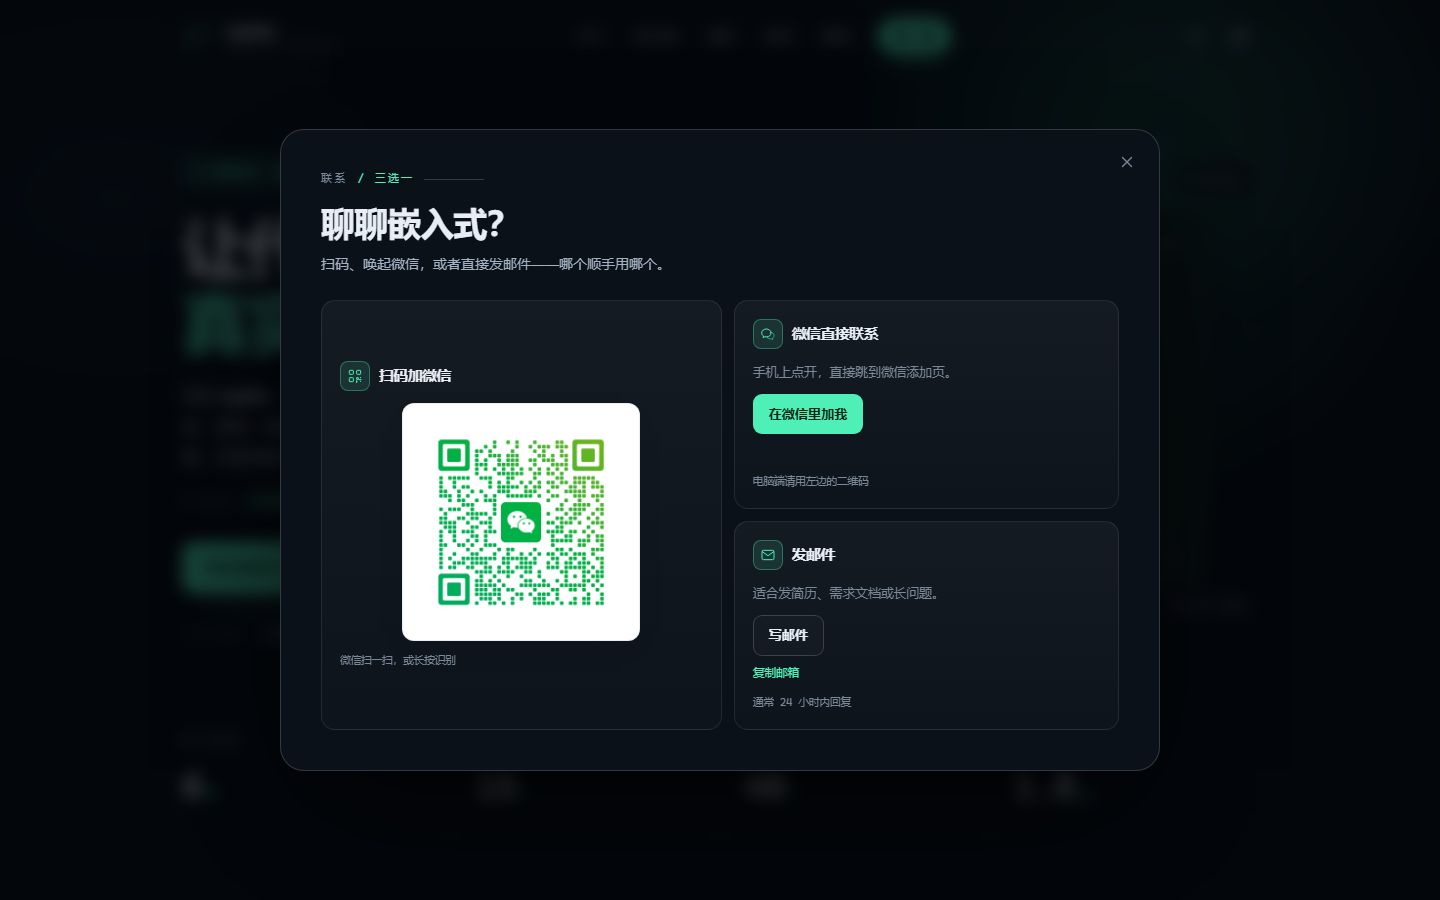 联系 / 三选一
聊聊嵌入式？
扫码、唤起微信，或者直接发邮件——哪个顺手用哪个。
扫码加微信
微信扫一扫，或长按识别
微信直接联系
手机上点开，直接跳到微信添加页。
在微信里加我
电脑端请用左边的二维码
发邮件
适合发简历、需求文档或长问题。
写邮件
复制邮箱
通常 24 小时内回复